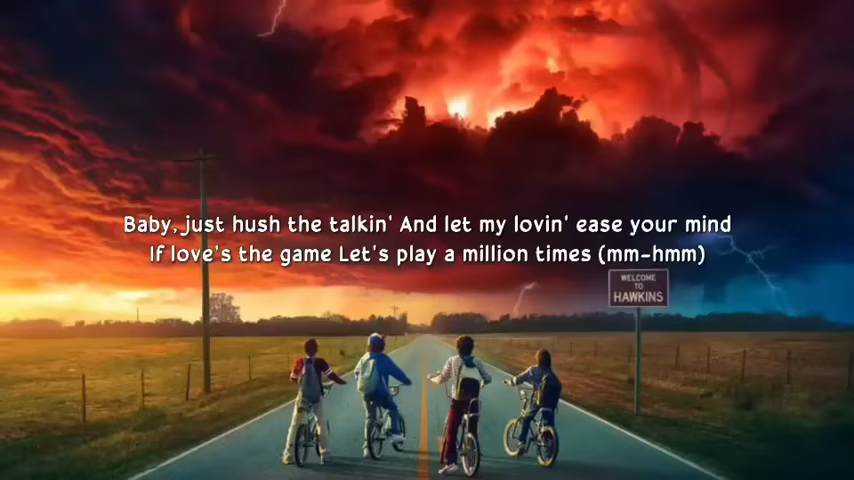 Baby, just hush the talkin' And let my lovin' ease your mind
If love's the game Let's play a million times (mm-hmm)
WELCOME
TO
HAWKINS